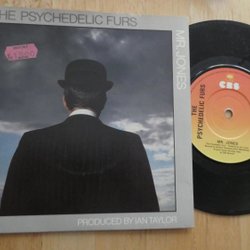 THE PSYCHEDELIC FURS
MR. JONES
PRODUCED BY IAN TAYLOR
CBS
THE
PSYCHEDELIC FURS
MR. JONES